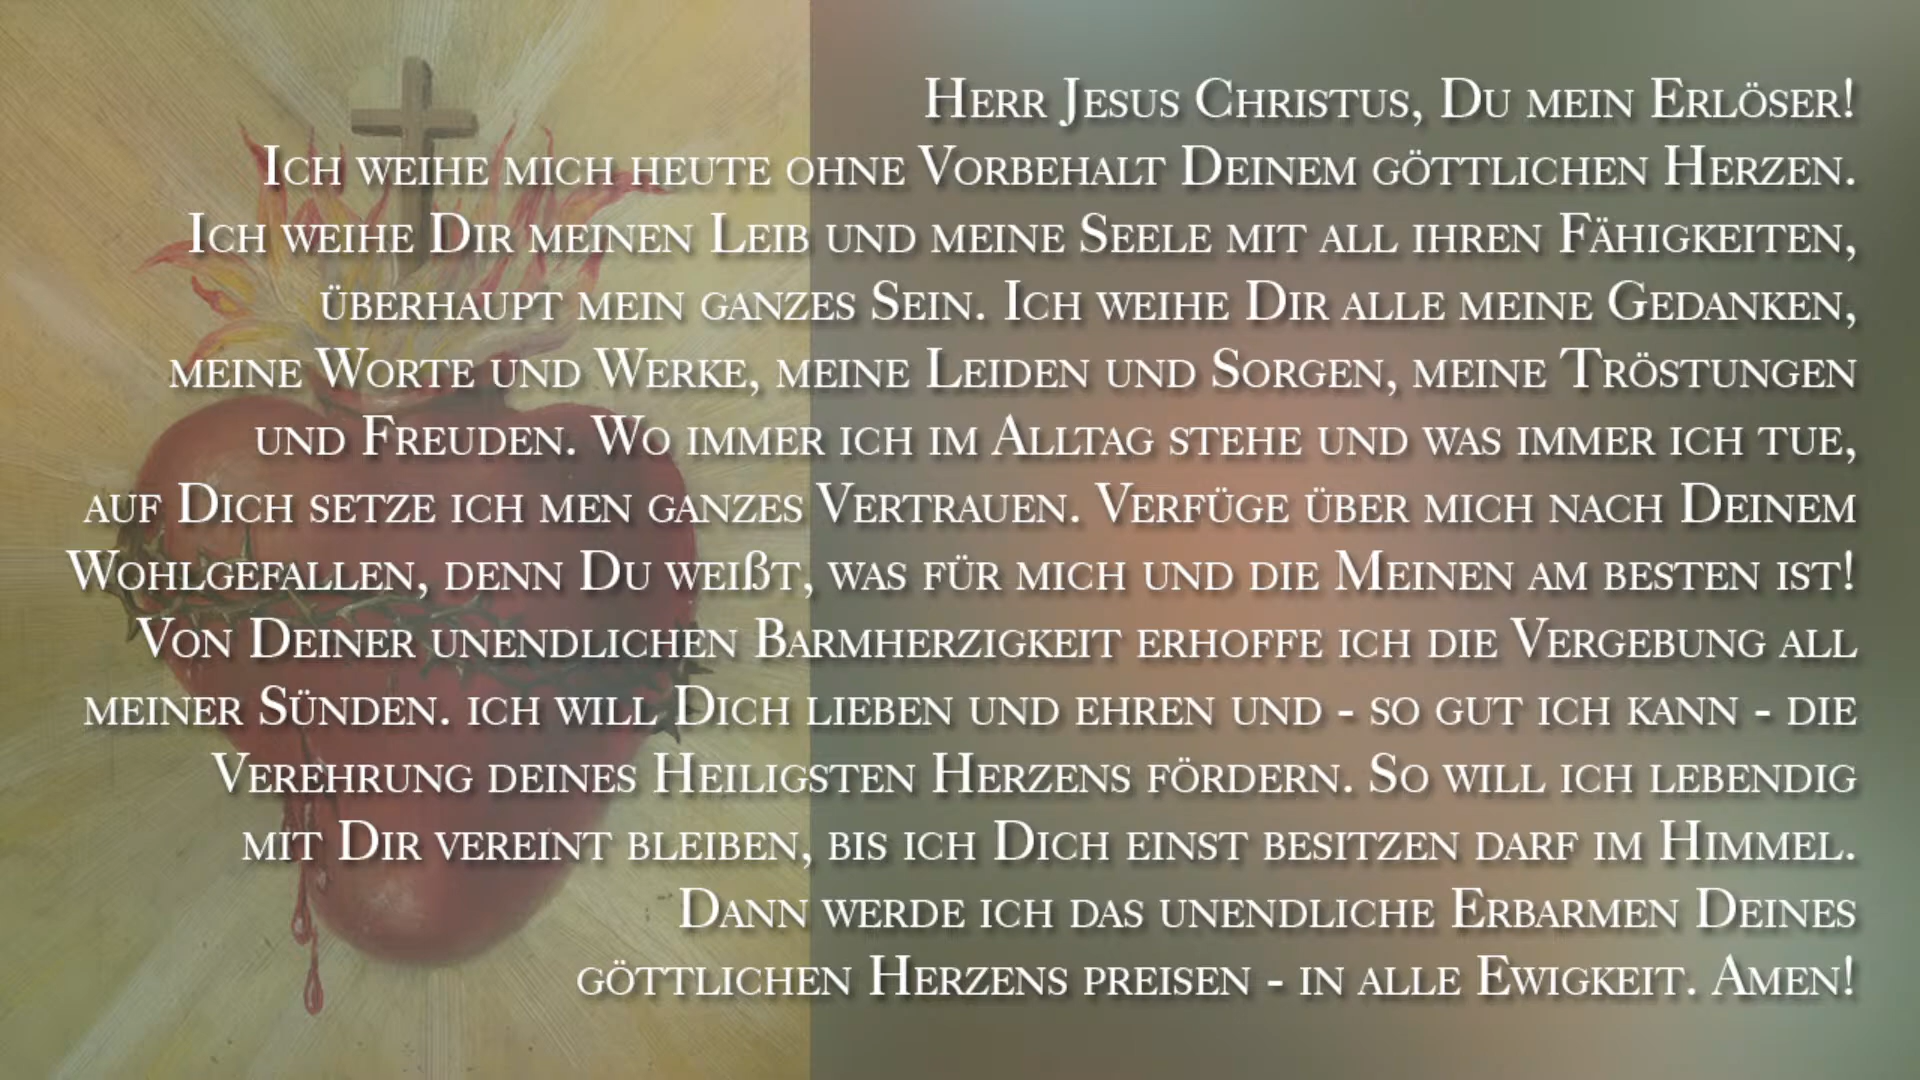 Herr Jesus Christus, Du mein Erlöser!
Ich weihe mich heute ohne Vorbehalt Deinem göttlichen Herzen.
Ich weihe Dir meinen Leib und meine Seele mit all ihren Fähigkeiten,
überhaupt mein ganzes Sein. Ich weihe Dir alle meine Gedanken,
meine Worte und Werke, meine Leiden und Sorgen, meine Tröstungen
und Freuden. Wo immer ich im Alltag stehe und was immer ich tue,
auf Dich setze ich men ganzes Vertrauen. Verfüge über mich nach Deinem
Wohlgefallen, denn Du weißt, was für mich und die Meinen am besten ist!
Von Deiner unendlichen Barmherzigkeit erhoffe ich die Vergebung all
meiner Sünden. ich will Dich lieben und ehren und - so gut ich kann - die
Verehrung deines Heiligsten Herzens fördern. So will ich lebendig
mit Dir vereint bleiben, bis ich Dich einst besitzen darf im Himmel.
Dann werde ich das unendliche Erbarmen Deines
göttlichen Herzens preisen - in alle Ewigkeit. Amen!